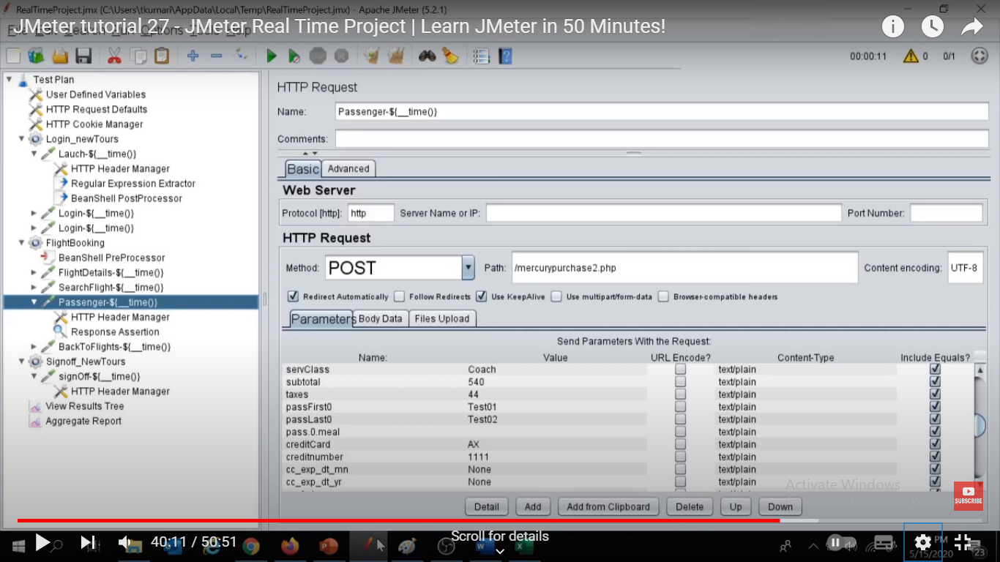 RealTimeProject.jmx (C:\Users\tkumari\AppData\Local\Temp\RealTimeProject.jmx) - Apache JMeter (5.2.1)
JMeter tutorial 27 - JMeter Real Time Project | Learn JMeter in 50 Minutes!
00:00:11 0 0/1
Test Plan
User Defined Variables
HTTP Request Defaults
HTTP Cookie Manager
Login_newTours
Lauch-${__time()}
HTTP Header Manager
Regular Expression Extractor
BeanShell PostProcessor
Login-${__time()}
Login-${__time()}
FlightBooking
BeanShell PreProcessor
FlightDetails-${__time()}
SearchFlight-${__time()}
Passenger-${__time()}
HTTP Header Manager
Response Assertion
BackToFlights-${__time()}
Signoff_NewTours
signOff-${__time()}
HTTP Header Manager
View Results Tree
Aggregate Report
HTTP Request
Name: Passenger-${__time()}
Comments:
Basic Advanced
Web Server
Protocol [http]: http Server Name or IP: Port Number:
HTTP Request
Method: POST Path: /mercurypurchase2.php Content encoding: UTF-8
Redirect Automatically Follow Redirects Use KeepAlive Use multipart/form-data Browser-compatible headers
Parameters Body Data Files Upload
Send Parameters With the Request:
Name: Value URL Encode? Content-Type Include Equals?
servClass Coach text/plain
subtotal 540 text/plain
taxes 44 text/plain
passFirst0 Test01 text/plain
passLast0 Test02 text/plain
pass.0.meal text/plain
creditCard AX text/plain
creditnumber 1111 text/plain
cc_exp_dt_mn None text/plain
cc_exp_dt_yr None text/plain
Activate Windows
SUBSCRIBE
Detail Add Add from Clipboard Delete Up Down
40:11 / 50:51
Scroll for details
PM
5/15/2020
23